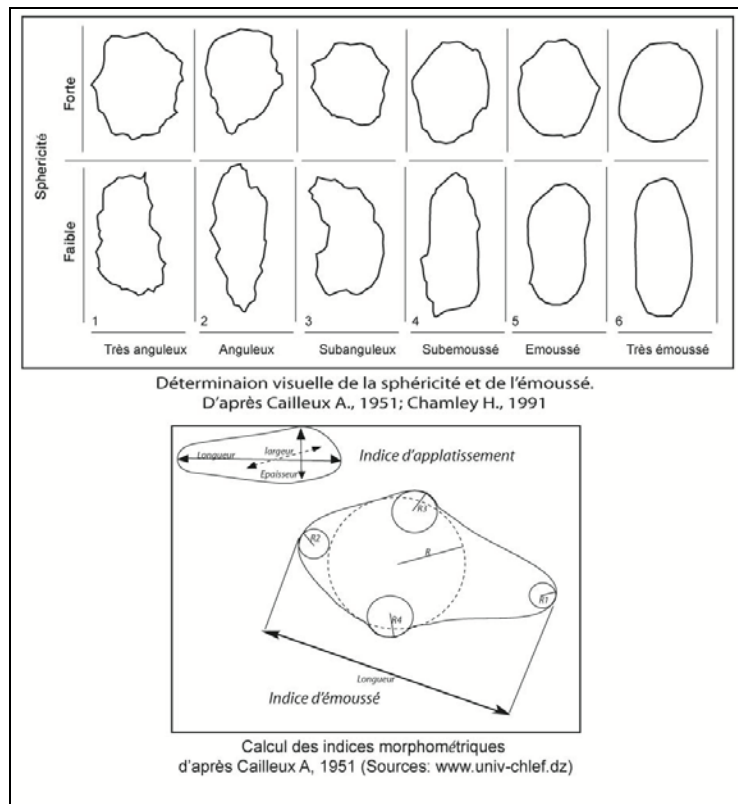 Sphericité
Forte
Faible
1
2
3
4
5
6
Très anguleux
Anguleux
Subanguleux
Subemoussé
Emoussé
Très émoussé
Déterminaion visuelle de la sphéricité et de l'émoussé.
D'après Cailleux A., 1951; Chamley H., 1991
Longueur
largeur
Epaisseur
Indice d'applatissement
R3
R2
R
R1
R4
Longueur
Indice d'émoussé
Calcul des indices morphométriques
d'après Cailleux A, 1951 (Sources: www.univ-chlef.dz)